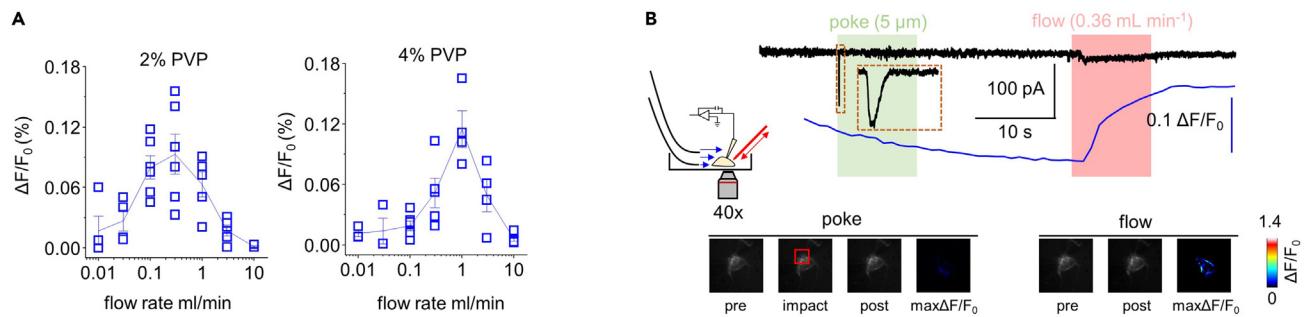 A
2% PVP
ΔF/F₀ (%)
0.18
0.12
0.06
0.00
0.01 0.1 1 10
flow rate ml/min
4% PVP
ΔF/F₀ (%)
0.18
0.12
0.06
0.00
0.01 0.1 1 10
flow rate ml/min
B
poke (5 µm)
flow (0.36 mL min⁻¹)
100 pA
10 s
0.1 ΔF/F₀
40x
poke
pre impact post maxΔF/F₀
flow
pre post maxΔF/F₀
1.4
0
ΔF/F₀